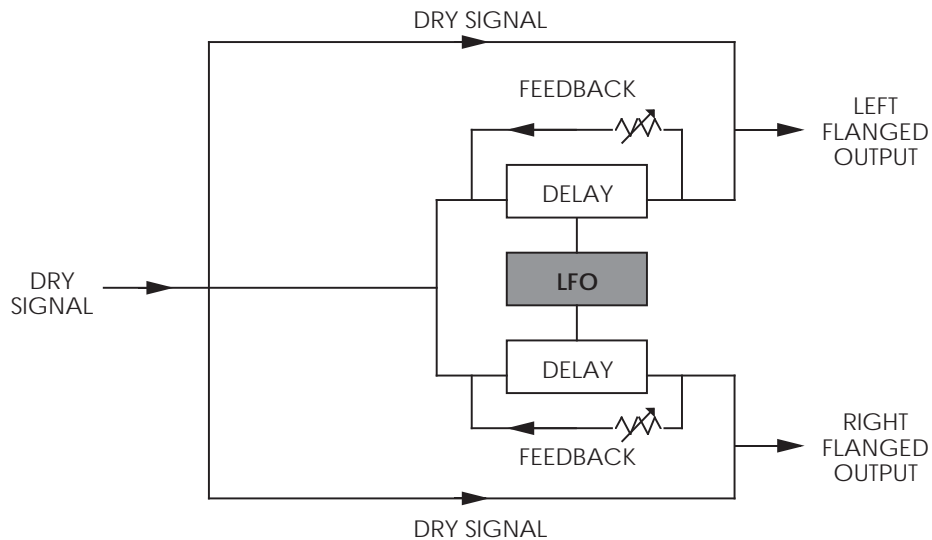 DRY SIGNAL
FEEDBACK
LEFT
FLANGED
OUTPUT
DELAY
DRY
SIGNAL
LFO
DELAY
FEEDBACK
RIGHT
FLANGED
OUTPUT
DRY SIGNAL